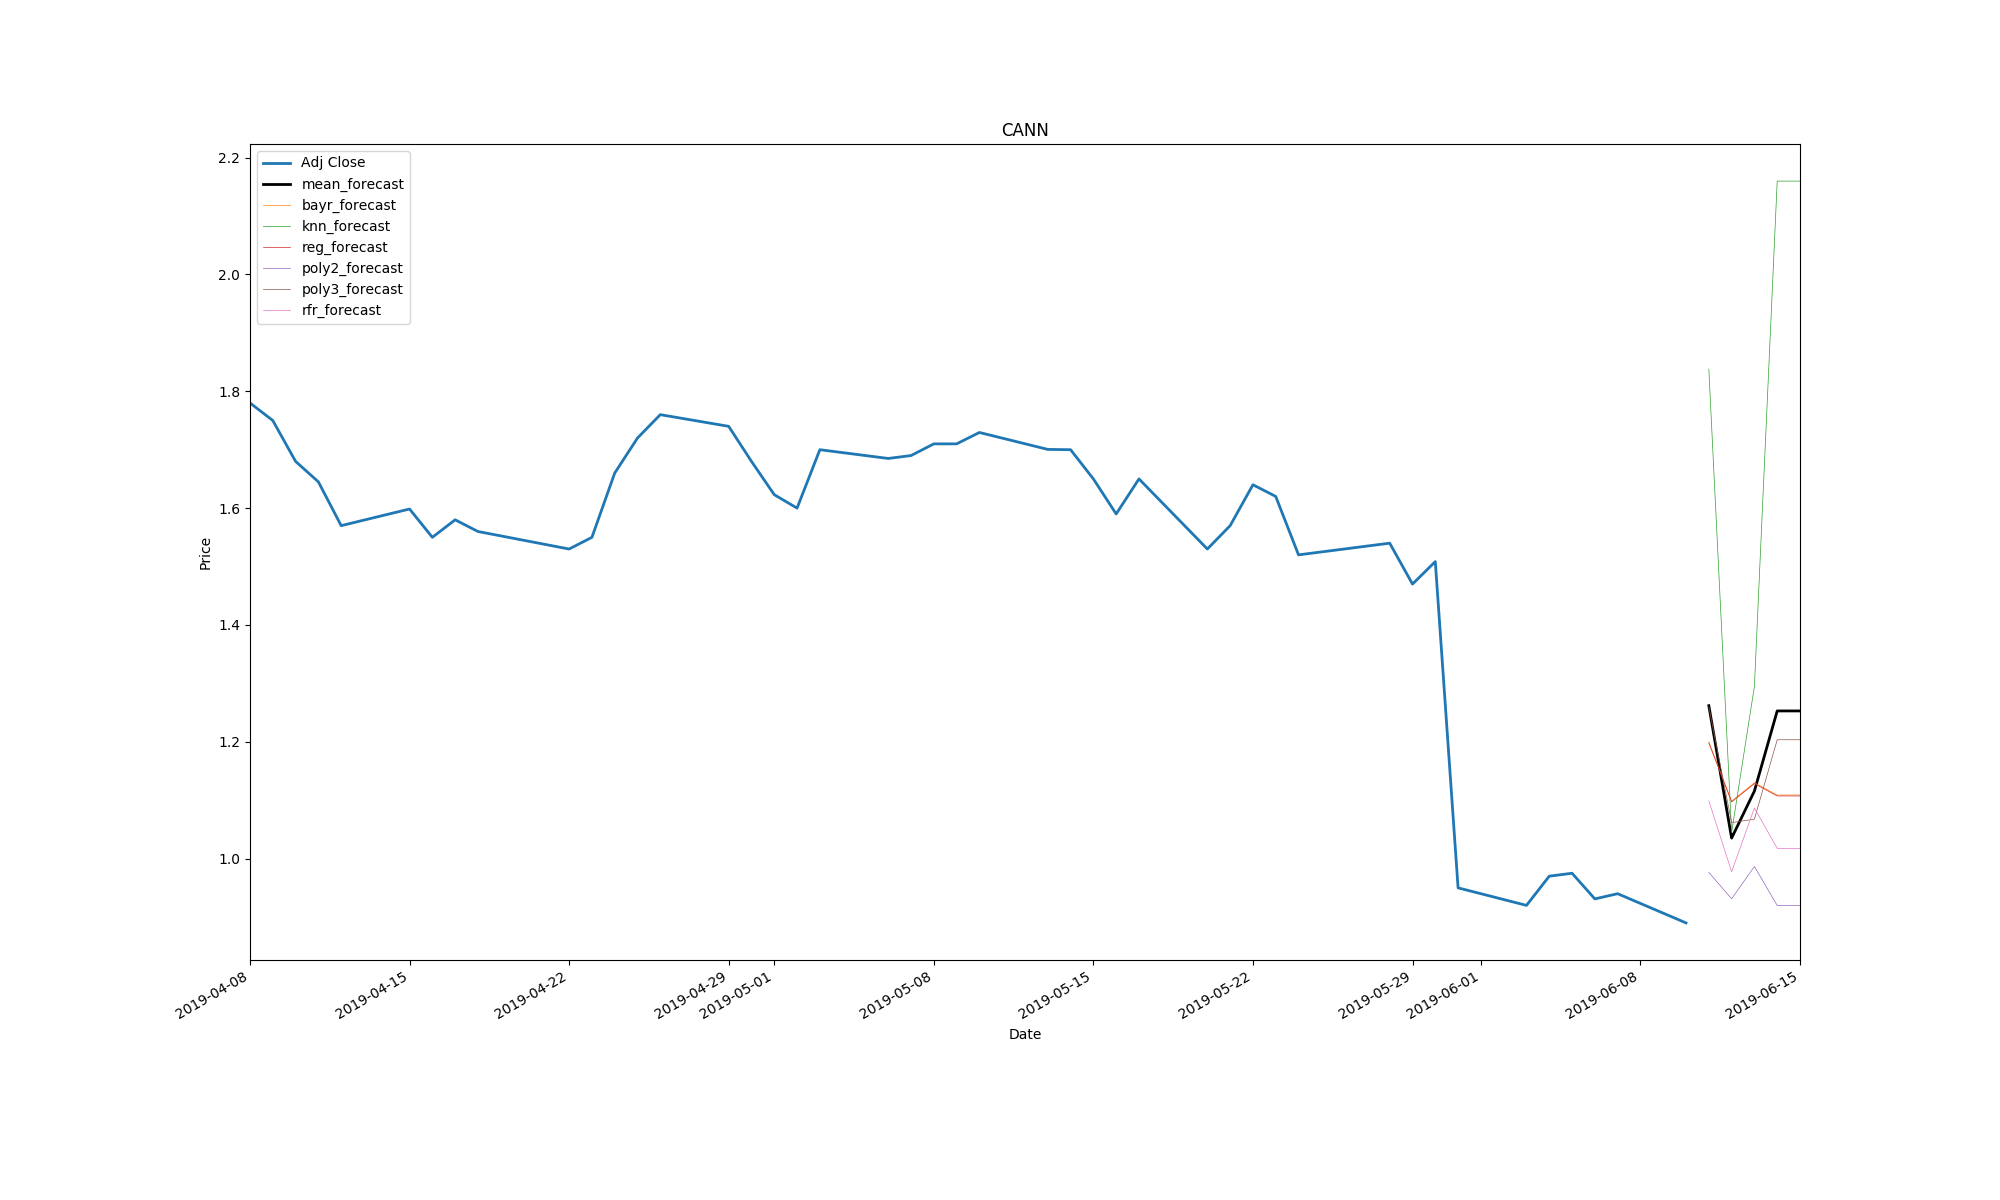 CANN
Adj Close
mean_forecast
bayr_forecast
knn_forecast
reg_forecast
poly2_forecast
poly3_forecast
rfr_forecast
2.2
2.0
1.8
1.6
1.4
1.2
1.0
Price
2019-04-08
2019-04-15
2019-04-22
2019-04-29
2019-05-01
2019-05-08
2019-05-15
2019-05-22
2019-05-29
2019-06-01
2019-06-08
2019-06-15
Date